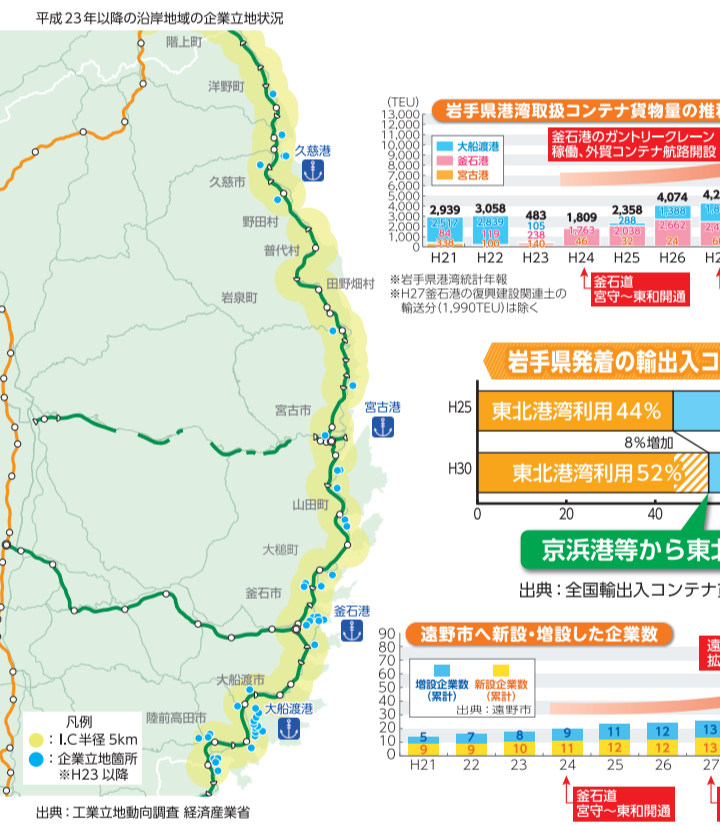 平成23年以降の沿岸地域の企業立地状況
階上町
洋野町
久慈港
久慈市
野田村
普代村
田野畑村
岩泉町
宮古市
宮古港
山田町
大槌町
釜石市
釜石港
大船渡市
大船渡港
陸前高田市
凡例
：I.C半径5km
：企業立地箇所
※H23以降
出典：工業立地動向調査 経済産業省
岩手県港湾取扱コンテナ貨物量の推
(TEU)
13,000
12,000
11,000
10,000
9,000
8,000
7,000
6,000
5,000
4,000
3,000
2,000
1,000
0
大船渡港
釜石港
宮古港
釜石港のガントリークレーン
稼働、外貿コンテナ航路開設
2,939 3,058 483 1,809 2,358 4,074 4,2
2,517 2,839 105 288 1,388 1,8
84 119 238 1,763 2,038 2,662 2,4
338 100 140 46 32 24 6
H21 H22 H23 H24 H25 H26 H2
釜石道
宮守～東和開通
※岩手県港湾統計年報
※H27釜石港の復興建設関連土の
輸送分(1,990TEU)は除く
岩手県発着の輸出入コ
H25 東北港湾利用44%
8%増加
H30 東北港湾利用52%
0 20 40
京浜港等から東北
出典：全国輸出入コンテナ貨
遠野市へ新設・増設した企業数
遠
拡
90
80
70
60
50
40
30
20
10
0
増設企業数
(累計)
新設企業数
(累計)
出典：遠野市
5 7 8 9 11 12 13
9 9 10 11 12 12 13
H21 22 23 24 25 26 27
釜石道
宮守～東和開通